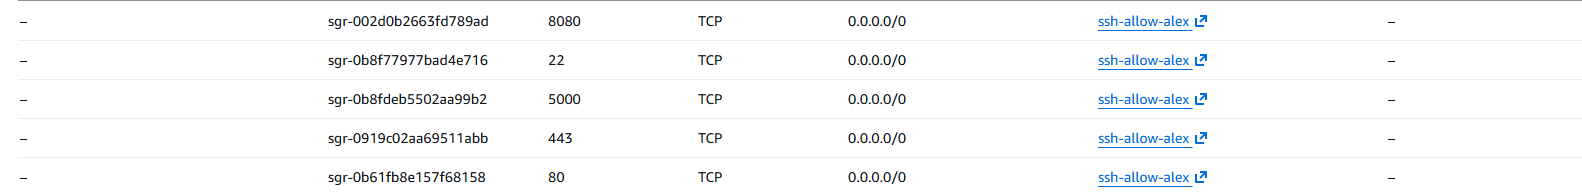 – sgr-002d0b2663fd789ad 8080 TCP 0.0.0.0/0 ssh-allow-alex –
– sgr-0b8f77977bad4e716 22 TCP 0.0.0.0/0 ssh-allow-alex –
– sgr-0b8fdeb5502aa99b2 5000 TCP 0.0.0.0/0 ssh-allow-alex –
– sgr-0919c02aa69511abb 443 TCP 0.0.0.0/0 ssh-allow-alex –
– sgr-0b61fb8e157f68158 80 TCP 0.0.0.0/0 ssh-allow-alex –